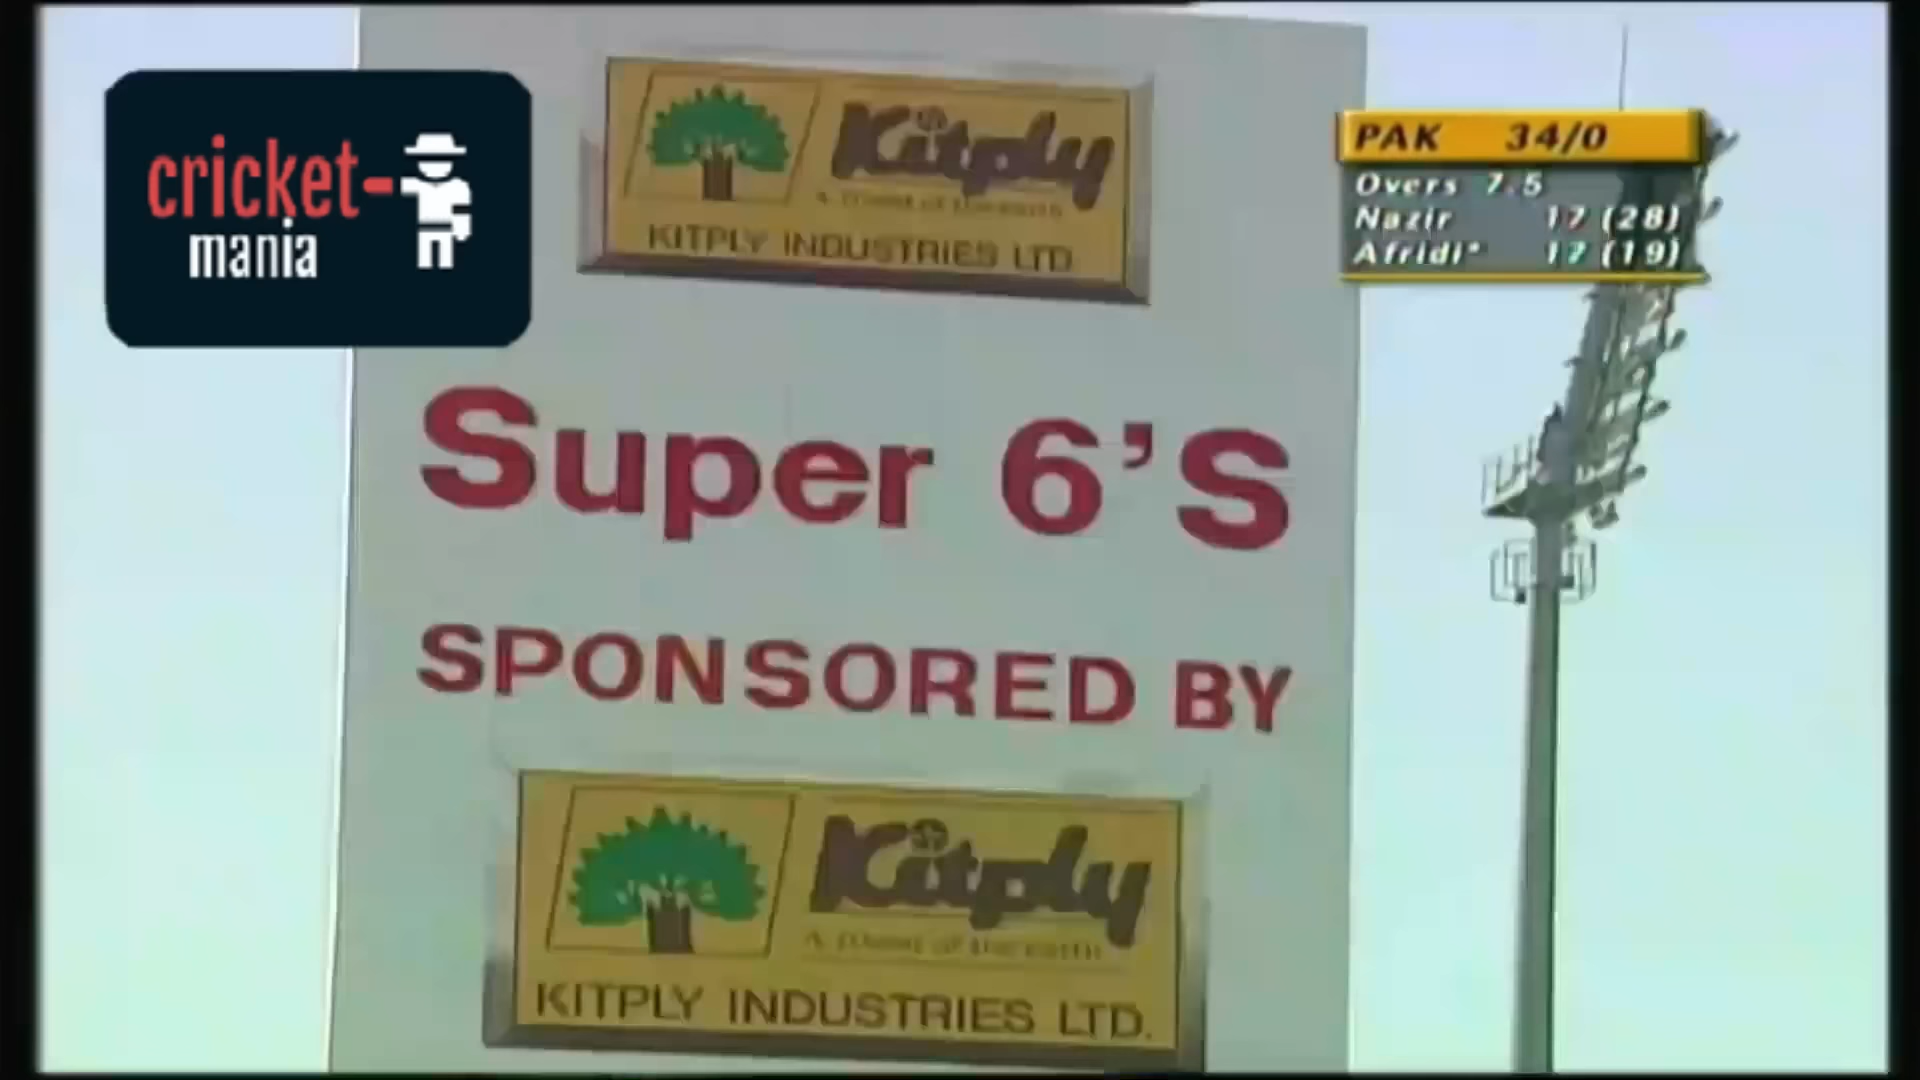 cricket-
mania
Kitply
KITPLY INDUSTRIES LTD.
PAK 34/0
Overs 7.5
Nazir 17 (28)
Afridi* 17 (19)
Super 6'S
SPONSORED BY
Kitply
KITPLY INDUSTRIES LTD.